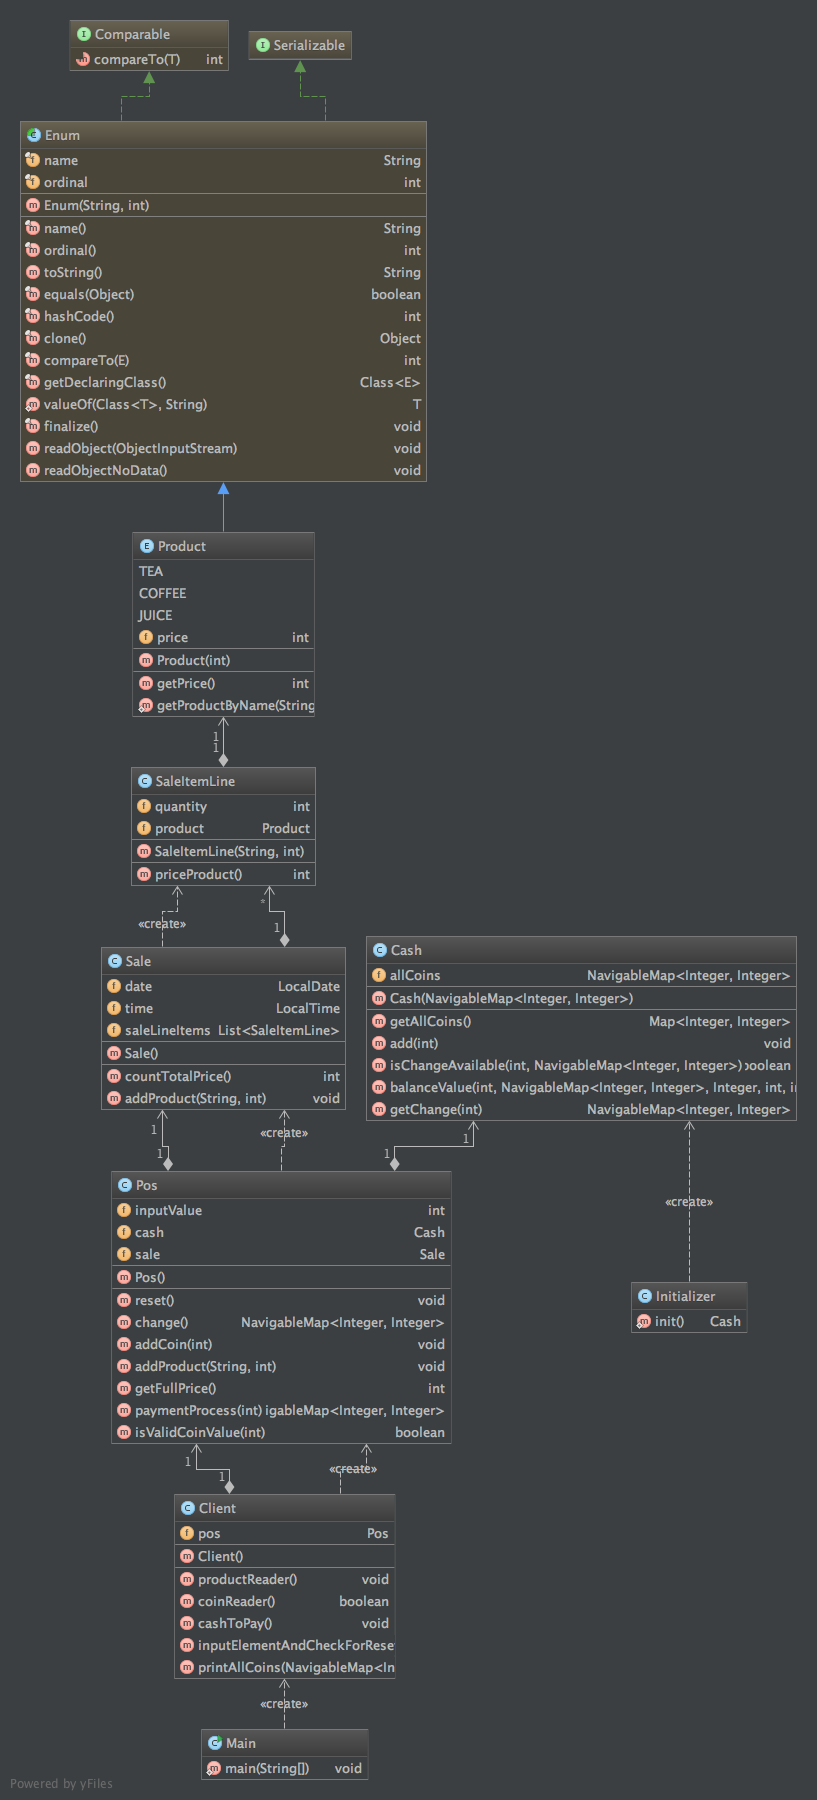 Comparable
compareTo(T) int
Serializable
Enum
name String
ordinal int
Enum(String, int)
name() String
ordinal() int
toString() String
equals(Object) boolean
hashCode() int
clone() Object
compareTo(E) int
getDeclaringClass() Class<E>
valueOf(Class<T>, String) T
finalize() void
readObject(ObjectInputStream) void
readObjectNoData() void
Product
TEA
COFFEE
JUICE
price int
Product(int)
getPrice() int
getProductByName(String
1
1
SaleItemLine
quantity int
product Product
SaleItemLine(String, int)
priceProduct() int
*
«create»
1
Sale
date LocalDate
time LocalTime
saleLineItems List<SaleItemLine>
Sale()
countTotalPrice() int
addProduct(String, int) void
Cash
allCoins NavigableMap<Integer, Integer>
Cash(NavigableMap<Integer, Integer>)
getAllCoins() Map<Integer, Integer>
add(int) void
isChangeAvailable(int, NavigableMap<Integer, Integer>) boolean
balanceValue(int, NavigableMap<Integer, Integer>, Integer, int, i
getChange(int) NavigableMap<Integer, Integer>
1
«create»
1
1
1
«create»
Pos
inputValue int
cash Cash
sale Sale
Pos()
reset() void
change() NavigableMap<Integer, Integer>
addCoin(int) void
addProduct(String, int) void
getFullPrice() int
paymentProcess(int) igableMap<Integer, Integer>
isValidCoinValue(int) boolean
Initializer
init() Cash
1
«create»
1
Client
pos Pos
Client()
productReader() void
coinReader() boolean
cashToPay() void
inputElementAndCheckForRese
printAllCoins(NavigableMap<In
«create»
Main
main(String[]) void
Powered by yFiles